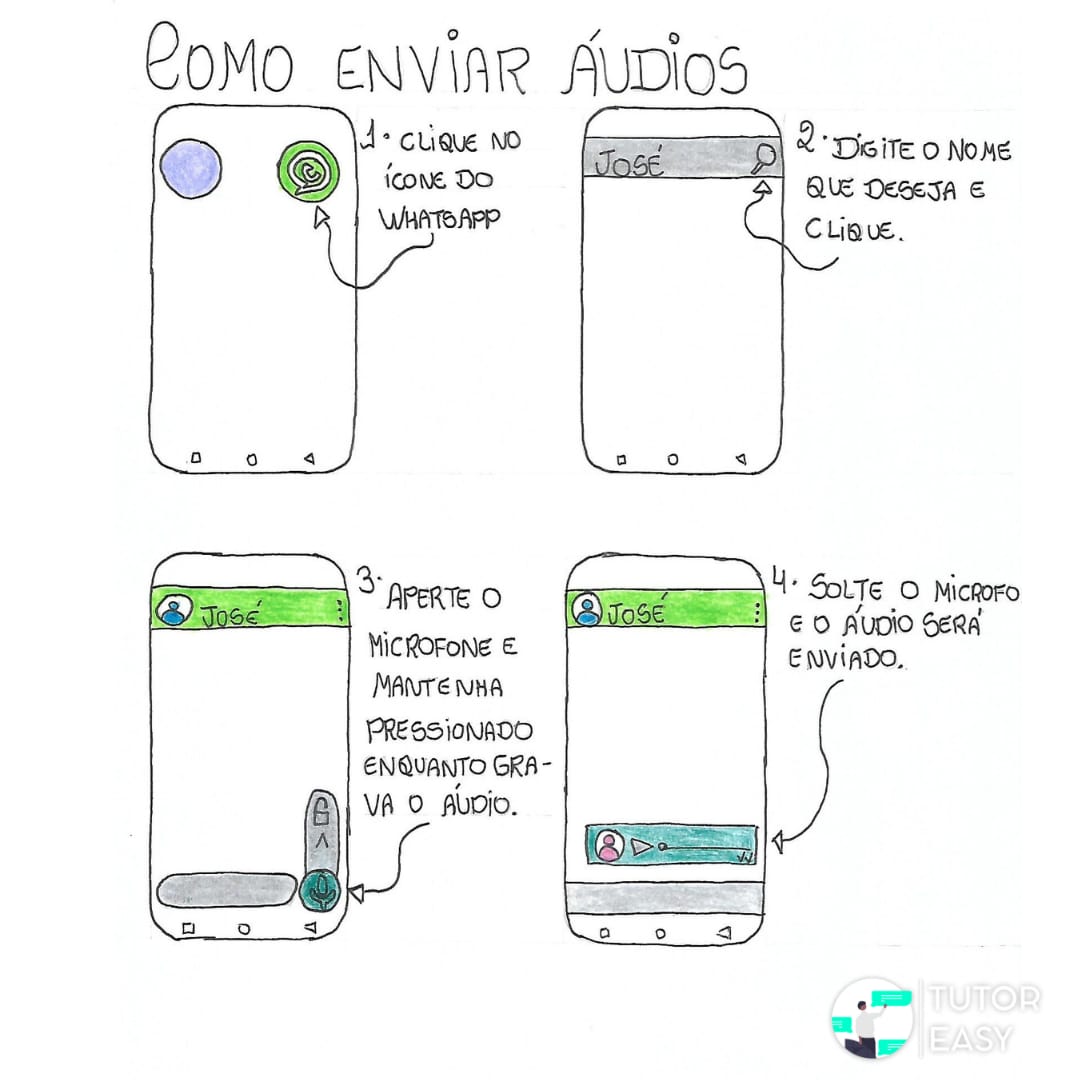 COMO ENVIAR ÁUDIOS
1. CLIQUE NO
ÍCONE DO
WHATSAPP
JOSÉ
2. DIGITE O NOME
QUE DESEJA E
CLIQUE.
JOSÉ
3. APERTE O
MICROFONE E
MANTENHA
PRESSIONADO
ENQUANTO GRA-
VA O ÁUDIO.
JOSÉ
4. SOLTE O MICROFO
E O ÁUDIO SERÁ
ENVIADO.
TUTOR
EASY